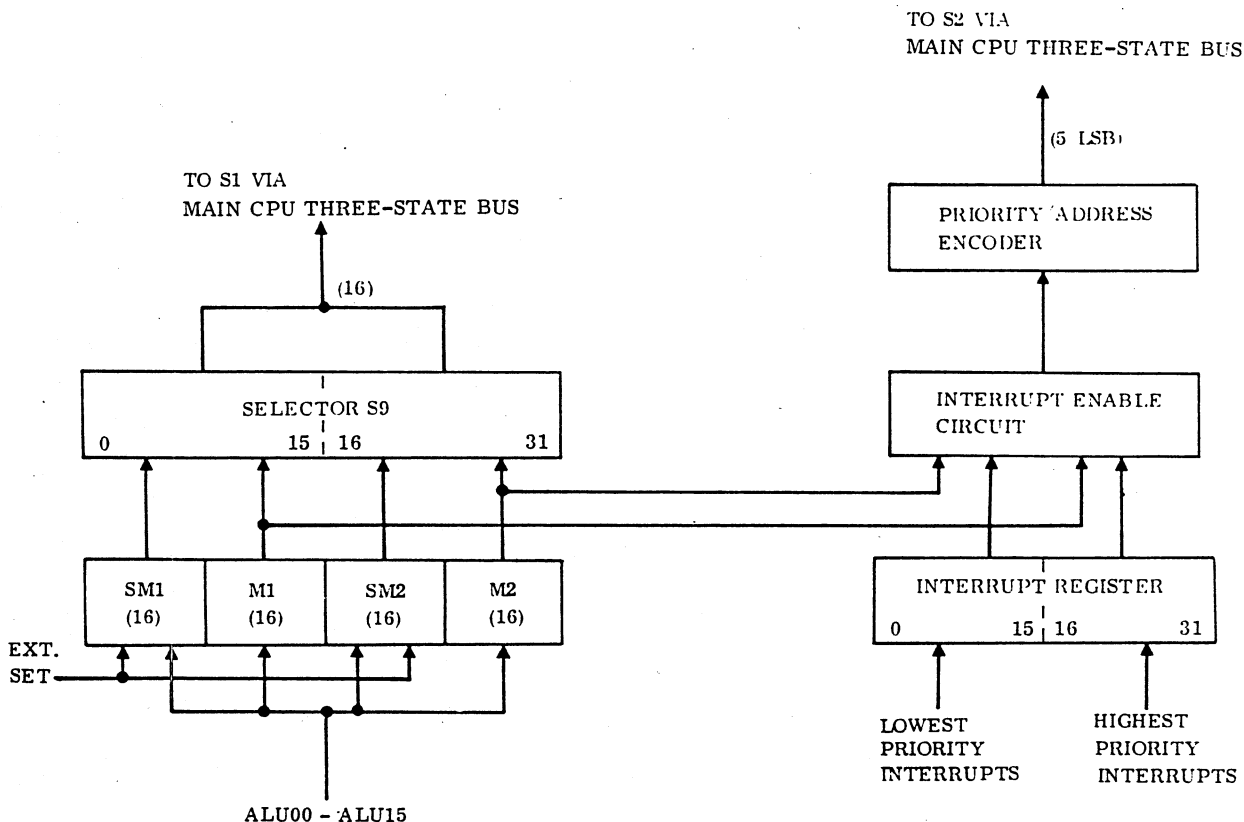 TO S2 VIA
MAIN CPU THREE-STATE BUS
(5 LSB)
TO S1 VIA
MAIN CPU THREE-STATE BUS
(16)
PRIORITY ADDRESS
ENCODER
SELECTOR S9
0 15 16 31
INTERRUPT ENABLE
CIRCUIT
SM1
(16)
M1
(16)
SM2
(16)
M2
(16)
INTERRUPT REGISTER
0 15 16 31
EXT.
SET
LOWEST
PRIORITY
INTERRUPTS
HIGHEST
PRIORITY
INTERRUPTS
ALU00 - ALU15